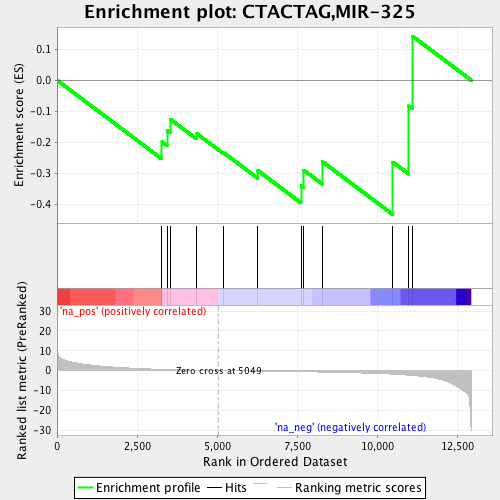 Enrichment plot: CTACTAG,MIR-325
Enrichment score (ES)
0.1
0.0
-0.1
-0.2
-0.3
-0.4
'na_pos' (positively correlated)
Ranked list metric (PreRanked)
30
20
10
0
-10
-20
-30
Zero cross at 5049
'na_neg' (negatively correlated)
0
2,500
5,000
7,500
10,000
12,500
Rank in Ordered Dataset
Enrichment profile
Hits
Ranking metric scores